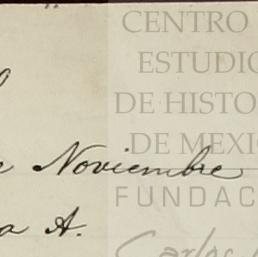 CENTRO
ESTUDIO
DE HISTO
DE MEXIC
Noviembre
FUNDAC
a A.
Carlos